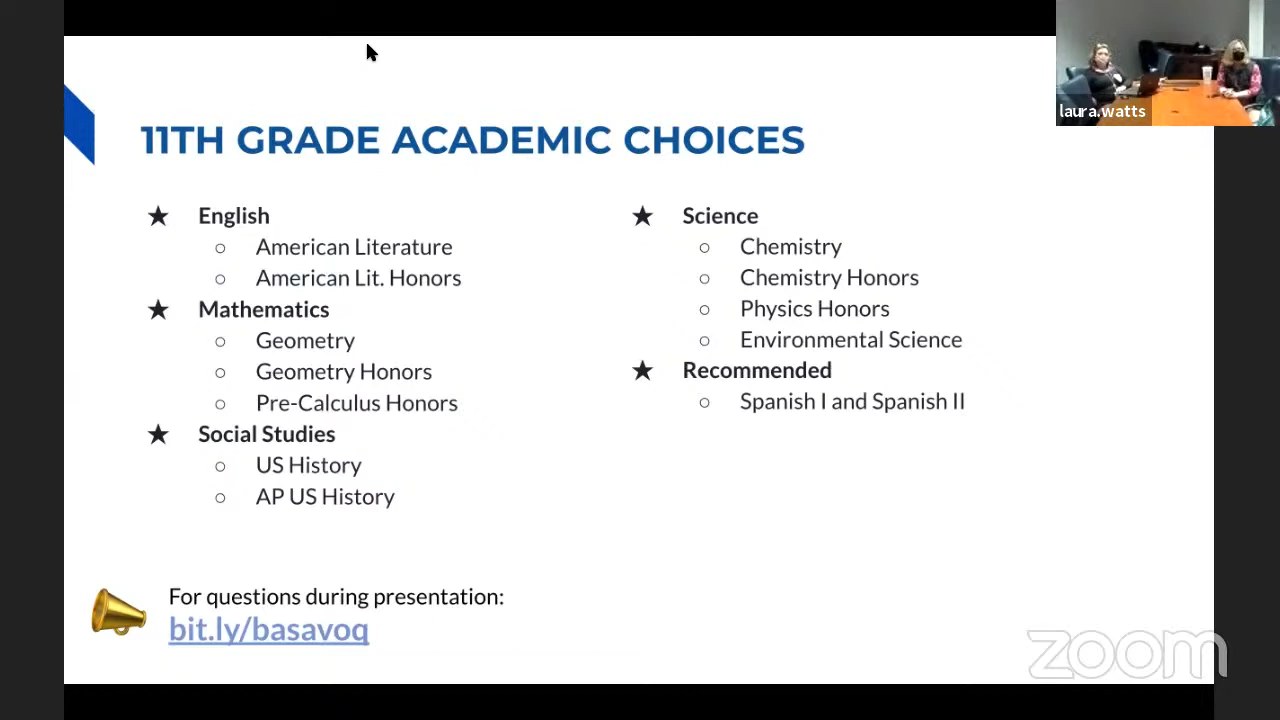 laura.watts
11TH GRADE ACADEMIC CHOICES
★ English
○ American Literature
○ American Lit. Honors
★ Mathematics
○ Geometry
○ Geometry Honors
○ Pre-Calculus Honors
★ Social Studies
○ US History
○ AP US History
★ Science
○ Chemistry
○ Chemistry Honors
○ Physics Honors
○ Environmental Science
★ Recommended
○ Spanish I and Spanish II
For questions during presentation:
bit.ly/basavoq
zoom